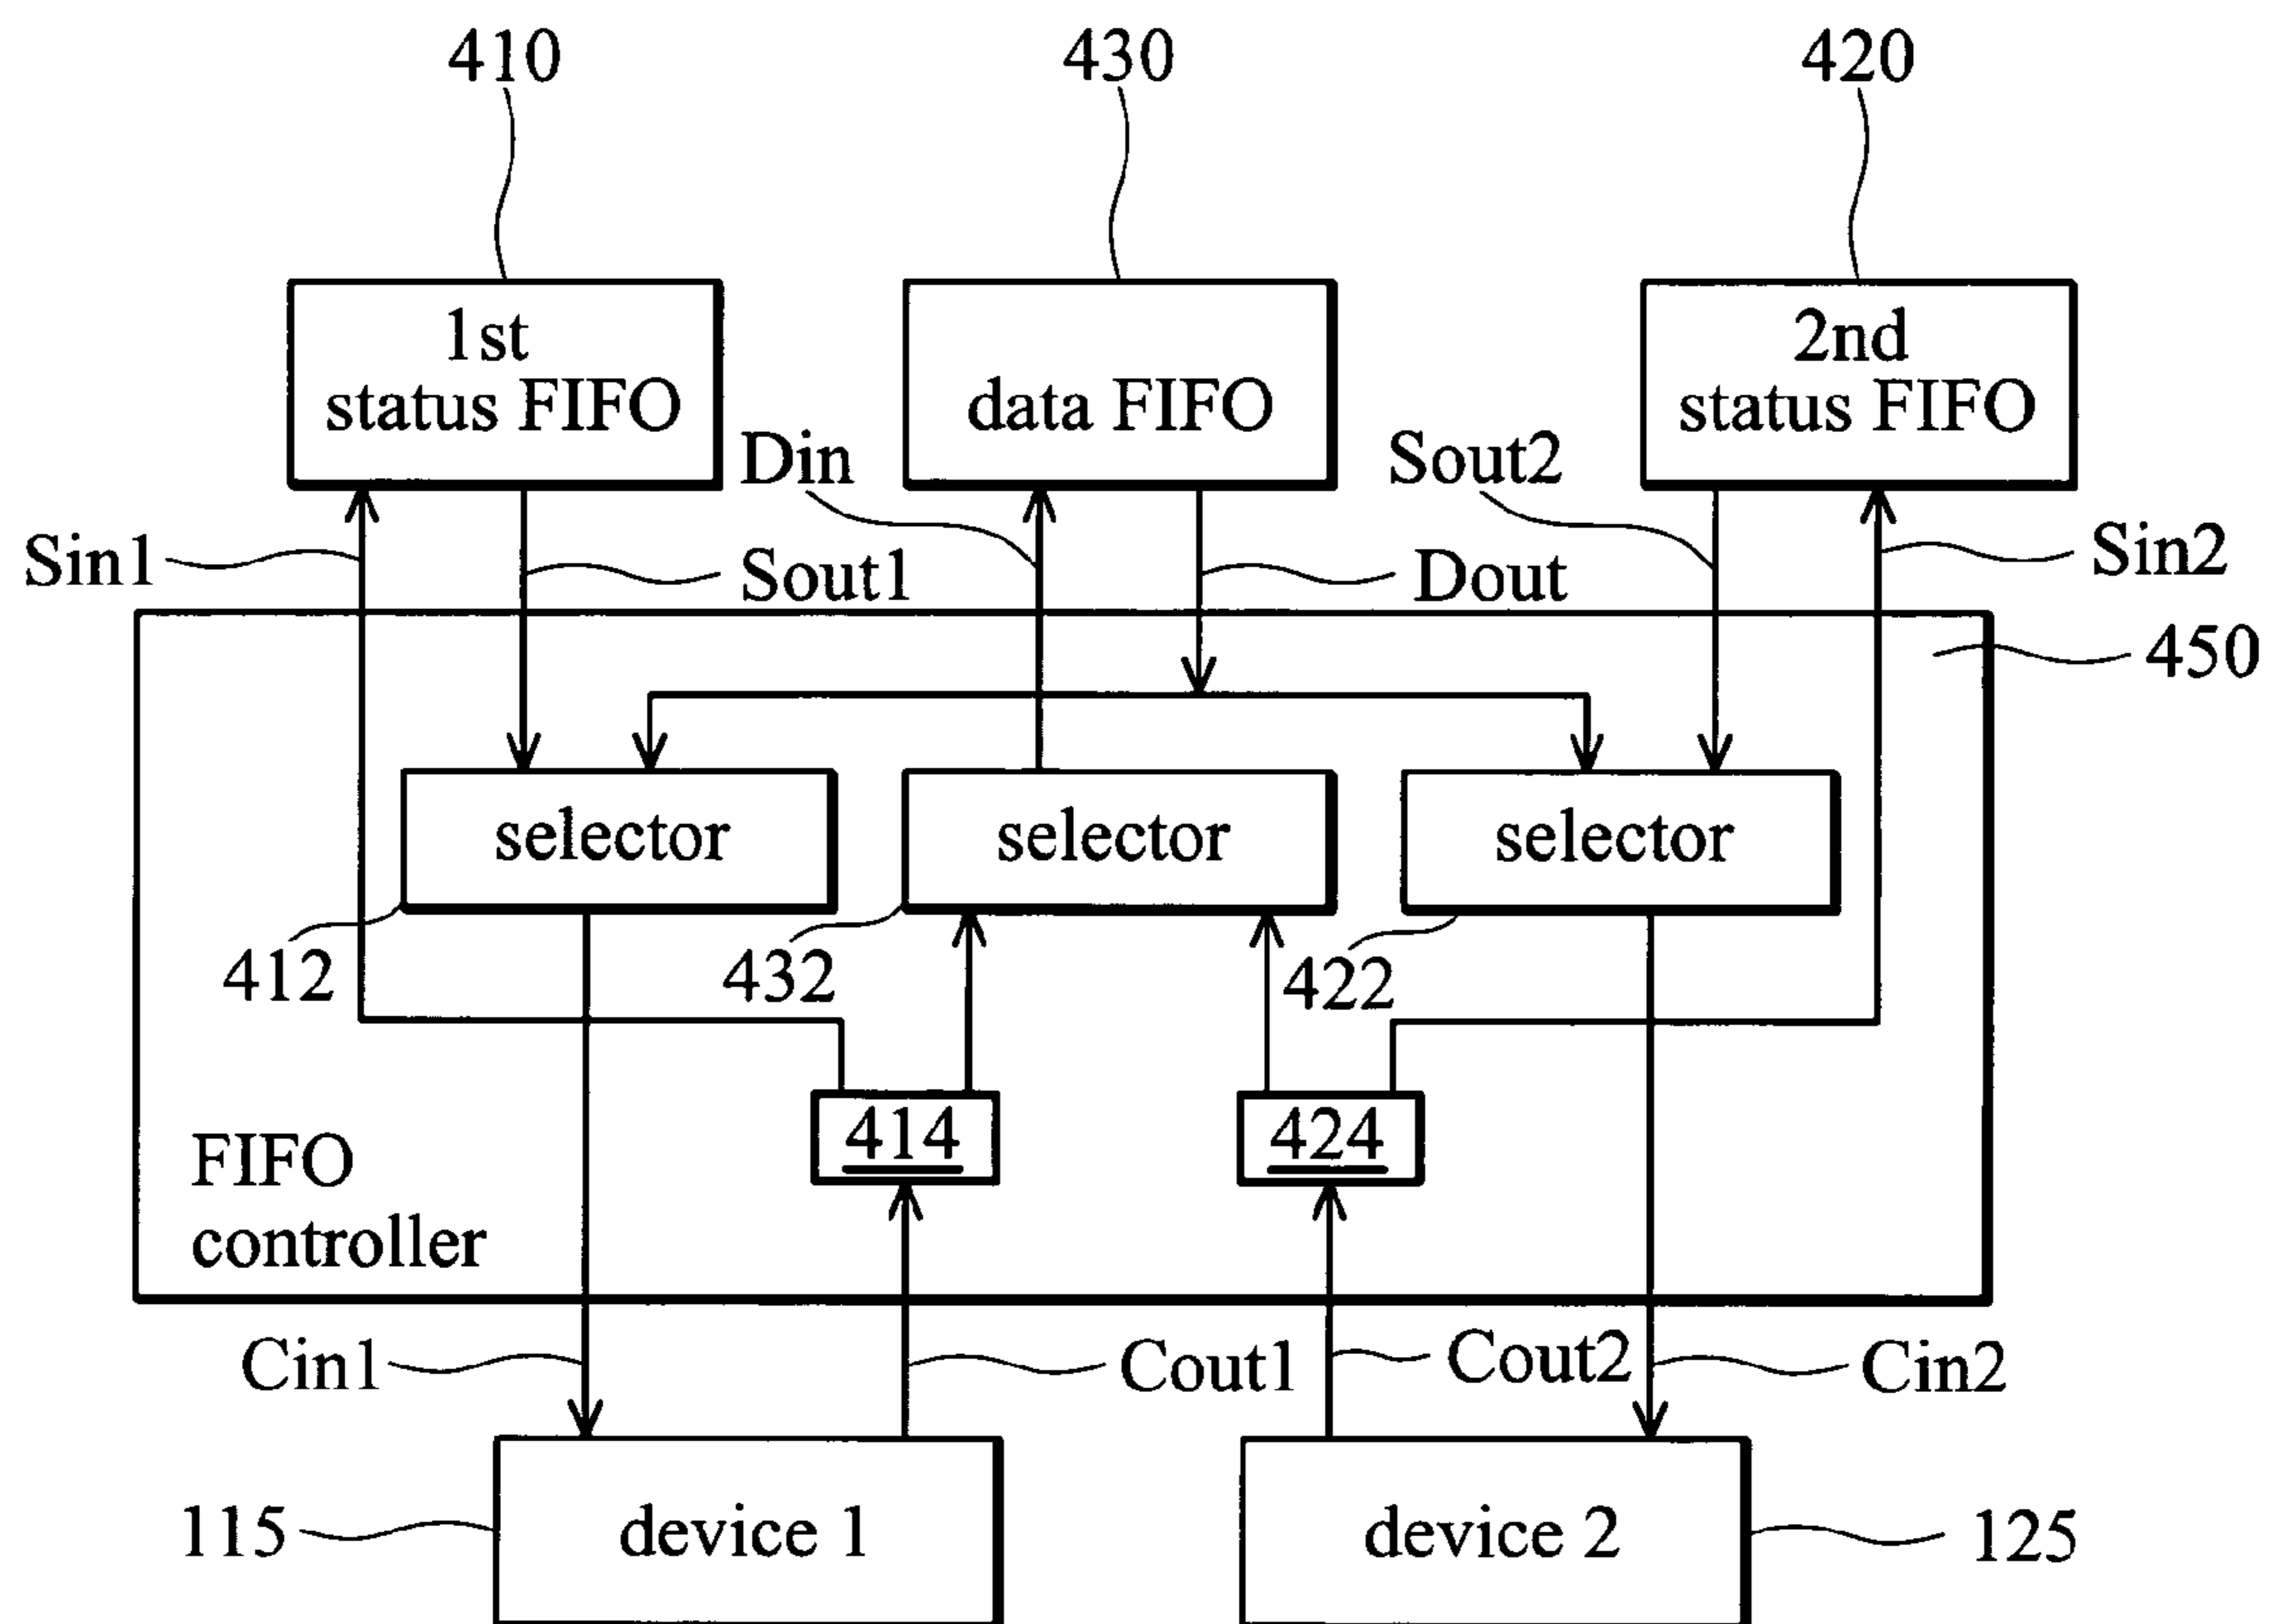 410
430
420
1st
status FIFO
data FIFO
2nd
status FIFO
Din
Sout2
Sin1
Sout1
Dout
Sin2
450
selector
selector
selector
412
432
422
414
424
FIFO
controller
Cin1
Cout1
Cout2
Cin2
115
device 1
device 2
125